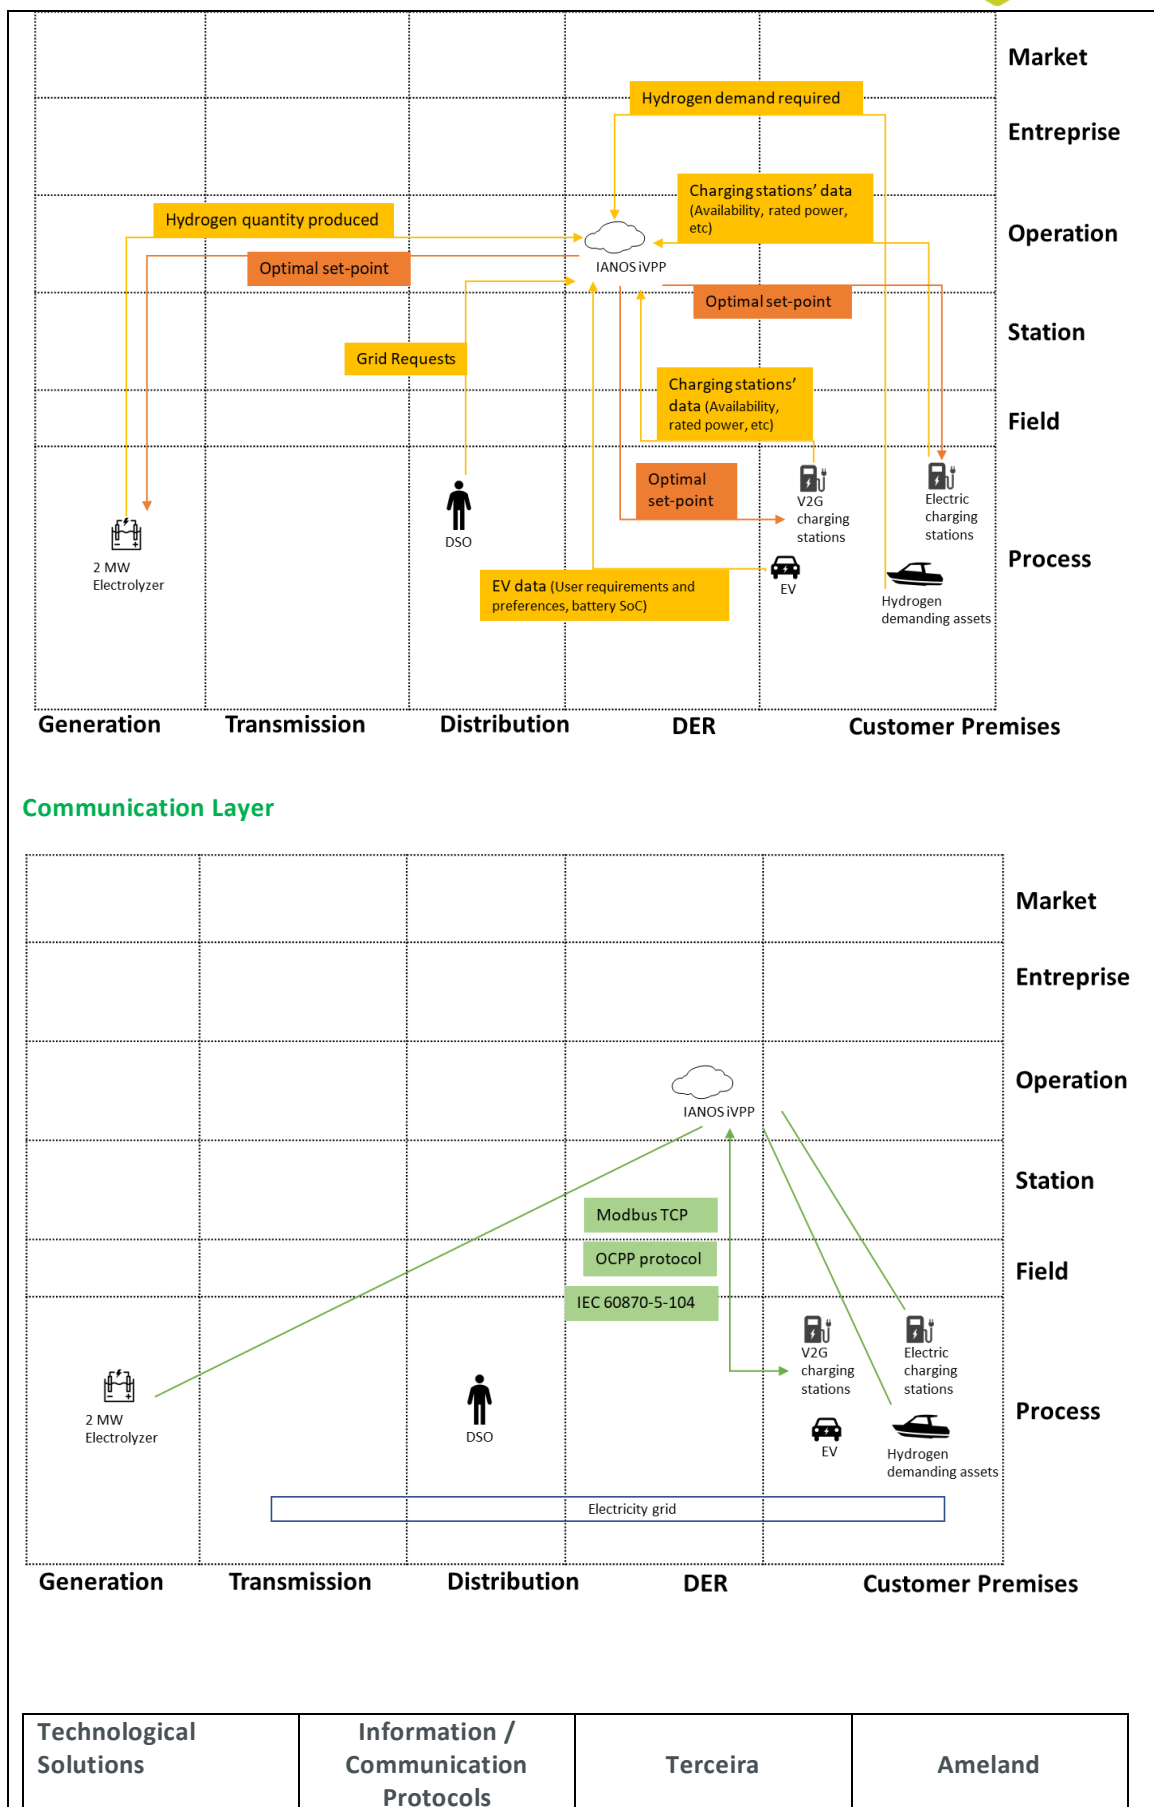 Market
Hydrogen demand required
Entreprise
Charging stations’ data
(Availability, rated power,
etc)
Hydrogen quantity produced
Operation
Optimal set-point
IANOS iVPP
Optimal set-point
Station
Grid Requests
Charging stations’
data (Availability,
rated power, etc)
Field
Optimal
set-point
V2G
charging
stations
Electric
charging
stations
DSO
2 MW
Electrolyzer
Process
EV data (User requirements and
preferences, battery SoC)
EV
Hydrogen
demanding assets
Generation
Transmission
Distribution
DER
Customer Premises
Communication Layer
Market
Entreprise
Operation
IANOS iVPP
Station
Modbus TCP
OCPP protocol
Field
IEC 60870-5-104
V2G
charging
stations
Electric
charging
stations
2 MW
Electrolyzer
DSO
Process
EV
Hydrogen
demanding assets
Electricity grid
Generation
Transmission
Distribution
DER
Customer Premises
Technological
Solutions
Information /
Communication
Protocols
Terceira
Ameland